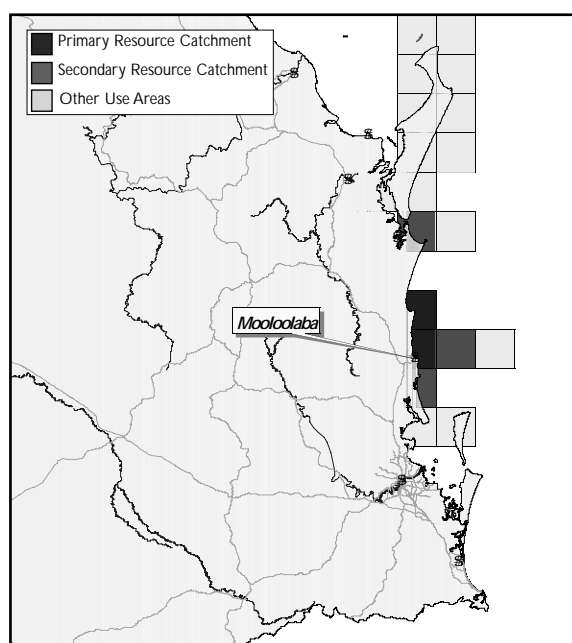 Primary Resource Catchment
Secondary Resource Catchment
Other Use Areas
Mooloolaba